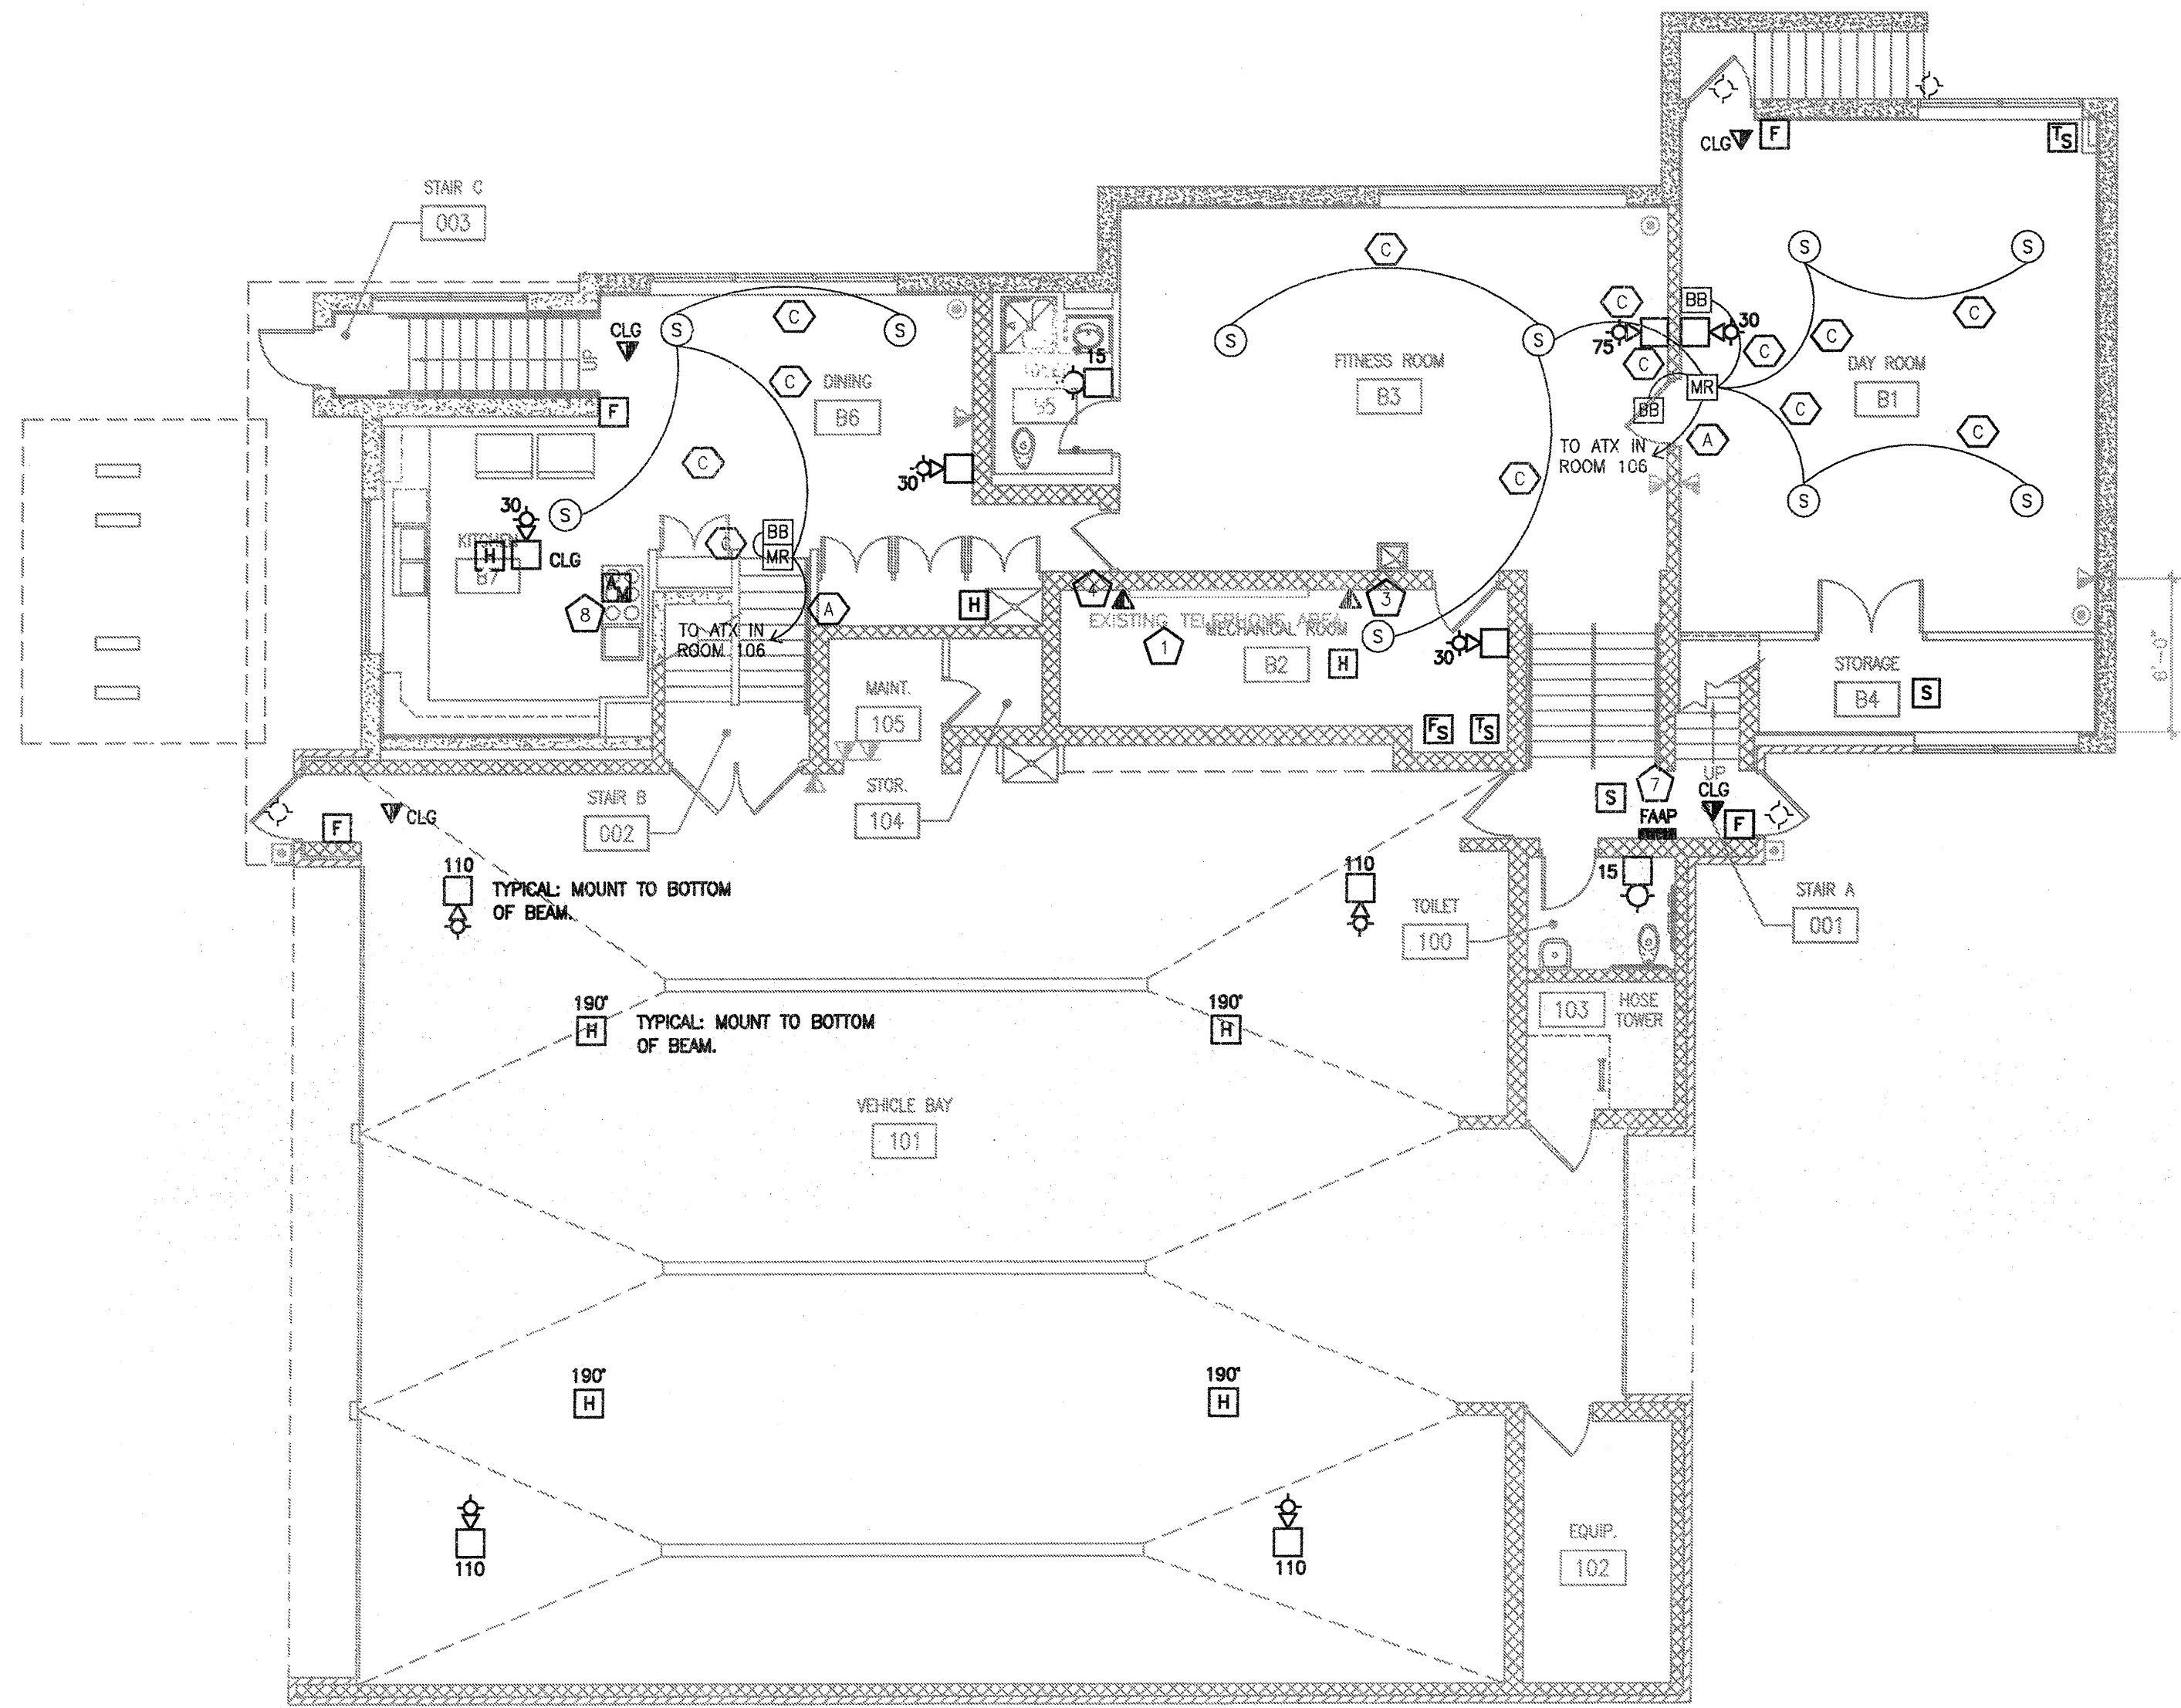 CLG
F
TS
STAIR C
003
S
S
C
C
S
S
C
CLG
S
S
C
BB
75
30
C
C
C
S
S
UP
15
FITNESS ROOM
B3
DAY ROOM
B1
C
DINING
B6
MR
BB
C
F
A
C
TO ATX IN
ROOM 106
C
30
C
S
S
30
S
H
CLG
B7
BB
MR
8
A
H
4
3
EXISTING TELEPHONE AREA
MECHANICAL ROOM
TO ATX IN
ROOM 106
1
B2
H
S
30
STORAGE
B4
S
6'-0"
MAINT.
105
FS
TS
STAIR B
002
STOR.
104
UP
CLG
7
S
FAAP
F
CLG
F
110
TYPICAL: MOUNT TO BOTTOM
OF BEAM.
110
15
TOILET
100
STAIR A
001
190°
H
TYPICAL: MOUNT TO BOTTOM
OF BEAM.
190°
H
103
HOSE
TOWER
VEHICLE BAY
101
190°
H
190°
H
110
110
EQUIP.
102